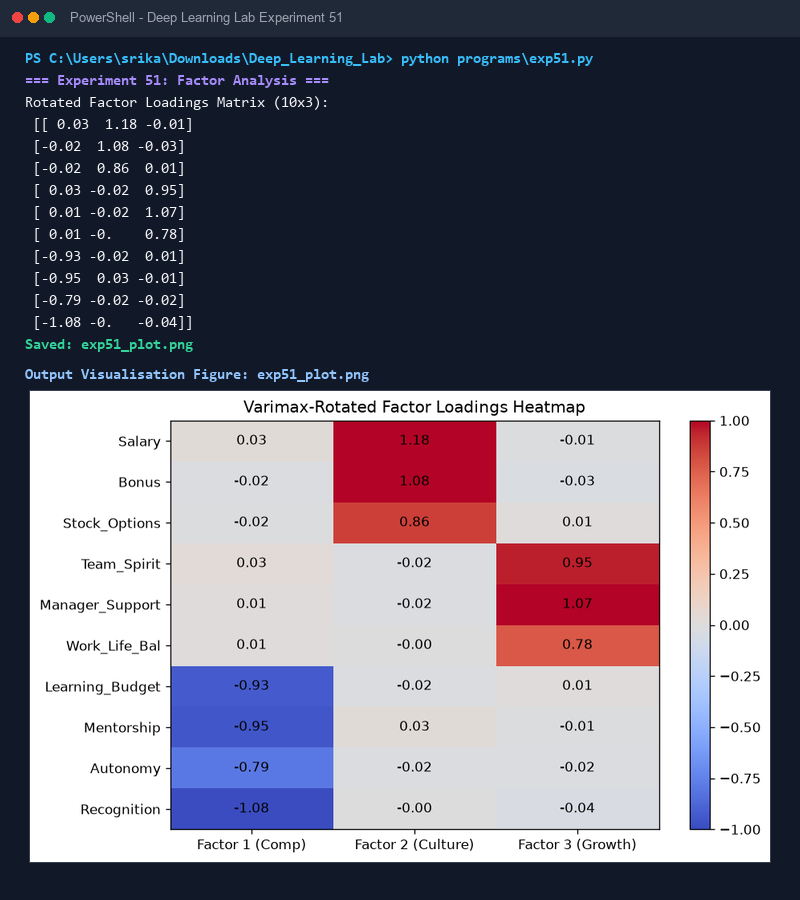 PowerShell - Deep Learning Lab Experiment 51
PS C:\Users\srika\Downloads\Deep_Learning_Lab> python programs\exp51.py
=== Experiment 51: Factor Analysis ===
Rotated Factor Loadings Matrix (10x3):
[[ 0.03  1.18 -0.01]
[-0.02  1.08 -0.03]
[-0.02  0.86  0.01]
[ 0.03 -0.02  0.95]
[ 0.01 -0.02  1.07]
[ 0.01 -0.    0.78]
[-0.93 -0.02  0.01]
[-0.95  0.03 -0.01]
[-0.79 -0.02 -0.02]
[-1.08 -0.   -0.04]]
Saved: exp51_plot.png
Output Visualisation Figure: exp51_plot.png
Varimax-Rotated Factor Loadings Heatmap
Salary 0.03 1.18 -0.01
Bonus -0.02 1.08 -0.03
Stock_Options -0.02 0.86 0.01
Team_Spirit 0.03 -0.02 0.95
Manager_Support 0.01 -0.02 1.07
Work_Life_Bal 0.01 -0.00 0.78
Learning_Budget -0.93 -0.02 0.01
Mentorship -0.95 0.03 -0.01
Autonomy -0.79 -0.02 -0.02
Recognition -1.08 -0.00 -0.04
Factor 1 (Comp) Factor 2 (Culture) Factor 3 (Growth)
1.00
0.75
0.50
0.25
0.00
−0.25
−0.50
−0.75
−1.00